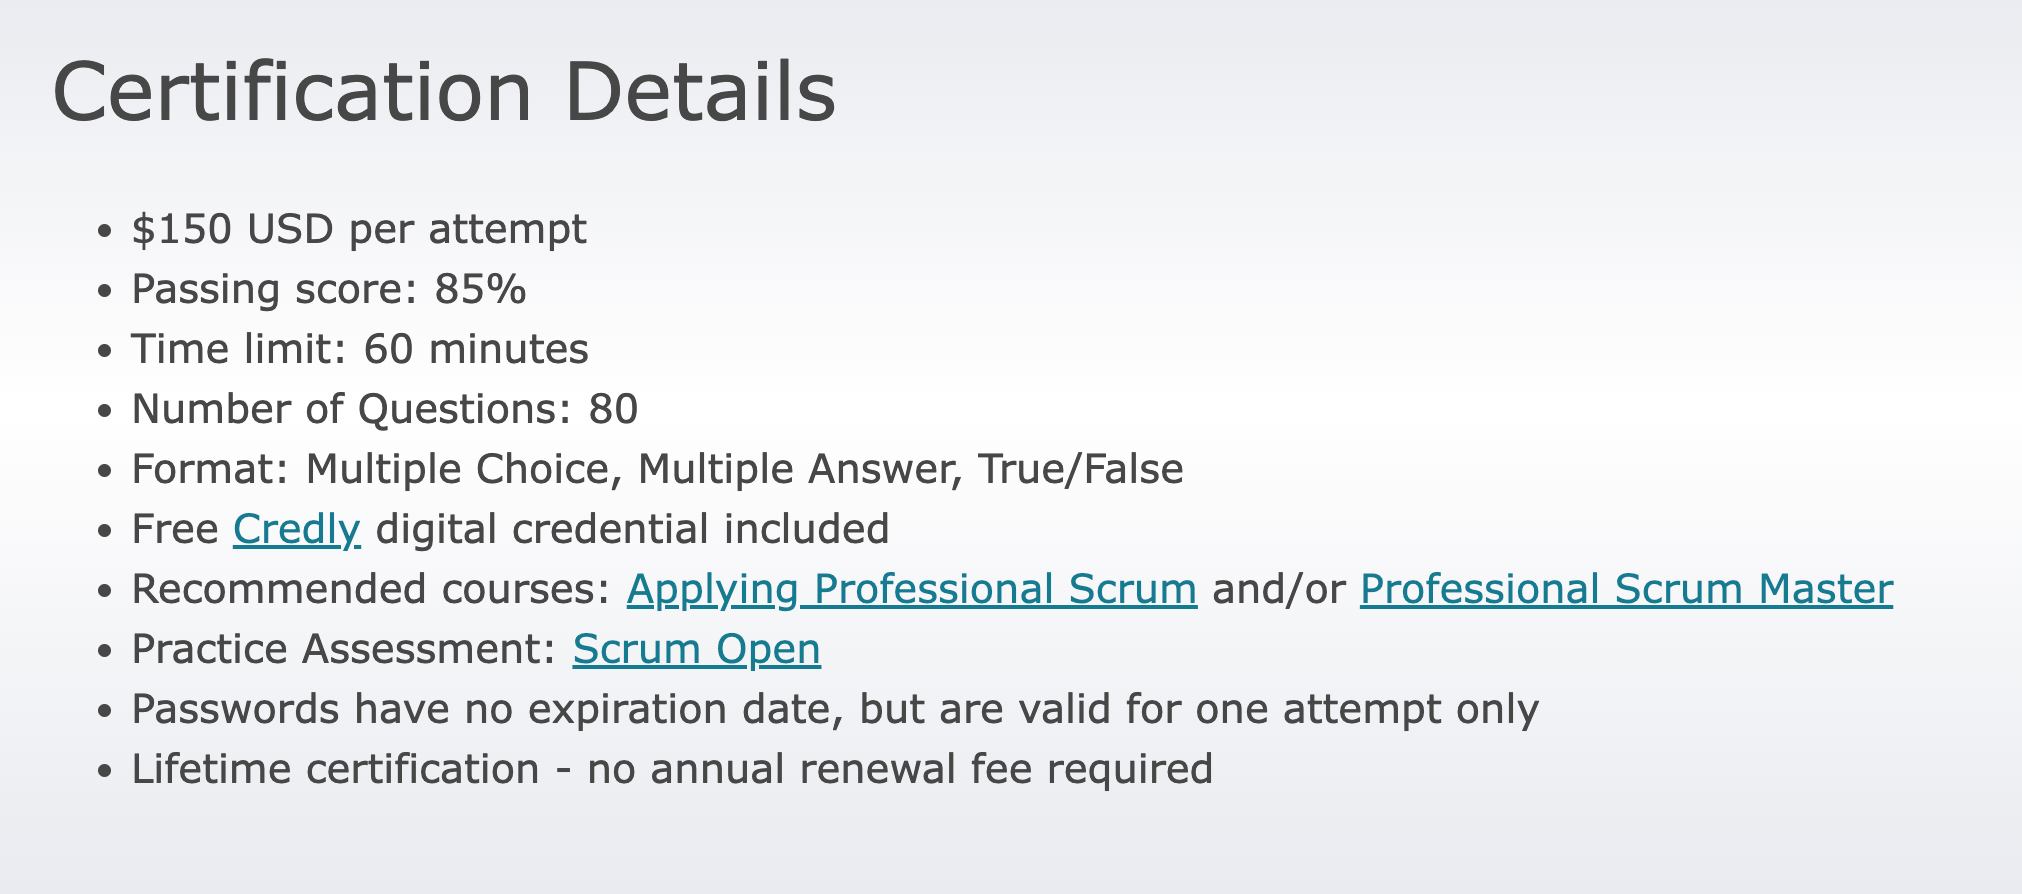 Certification Details
• $150 USD per attempt
• Passing score: 85%
• Time limit: 60 minutes
• Number of Questions: 80
• Format: Multiple Choice, Multiple Answer, True/False
• Free Credly digital credential included
• Recommended courses: Applying Professional Scrum and/or Professional Scrum Master
• Practice Assessment: Scrum Open
• Passwords have no expiration date, but are valid for one attempt only
• Lifetime certification - no annual renewal fee required